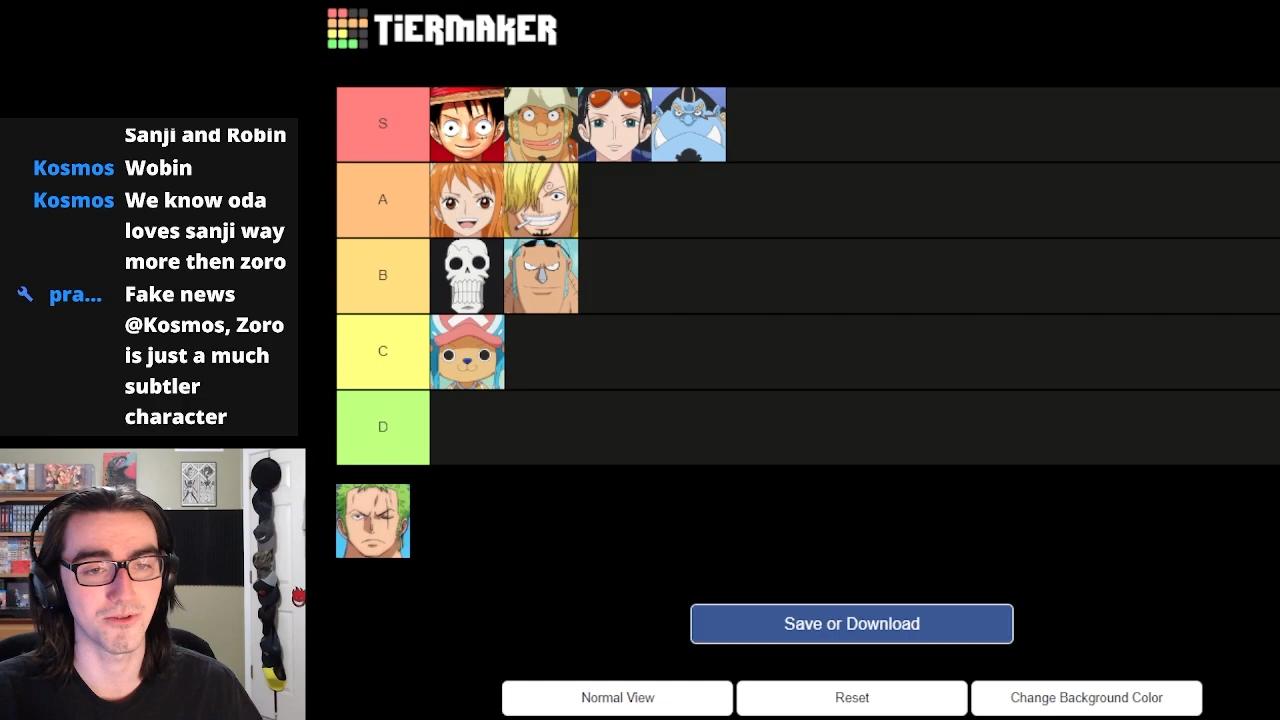 TiERMAKER
Sanji and Robin
Kosmos Wobin
Kosmos We know oda
loves sanji way
more then zoro
pra... Fake news
@Kosmos, Zoro
is just a much
subtler
character
S
A
B
C
D
Save or Download
Normal View
Reset
Change Background Color